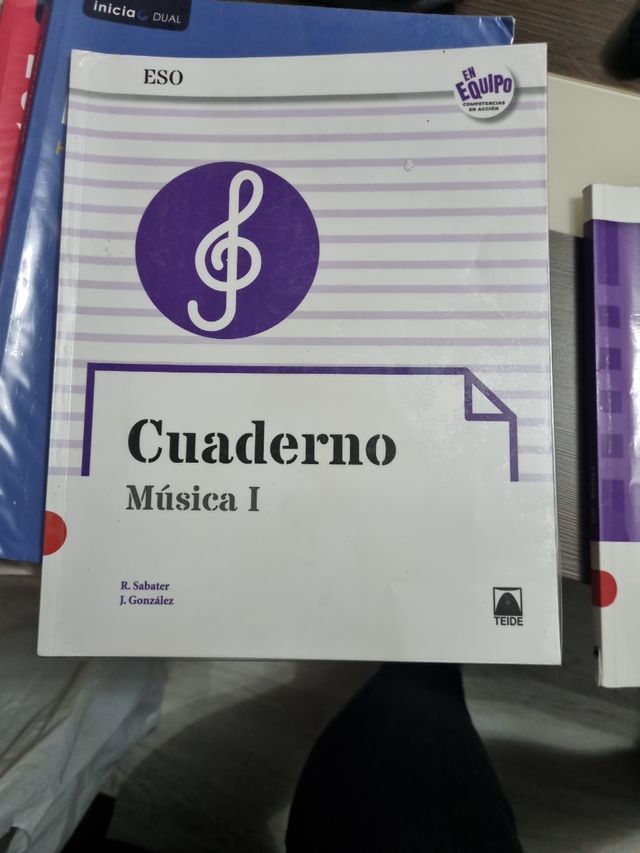 inicia DUAL
ESO
EN
EQUIPO
COMPETENCIAS
EN ACCIÓN
Cuaderno
Música I
R. Sabater
J. González
TEIDE